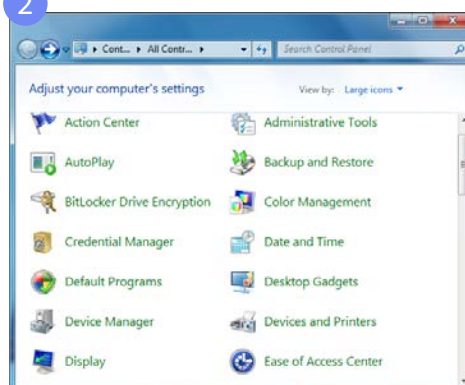 2
Cont... All Contr...
Search Control Panel
Adjust your computer's settings
View by: Large icons
Action Center
Administrative Tools
AutoPlay
Backup and Restore
BitLocker Drive Encryption
Color Management
Credential Manager
Date and Time
Default Programs
Desktop Gadgets
Device Manager
Devices and Printers
Display
Ease of Access Center